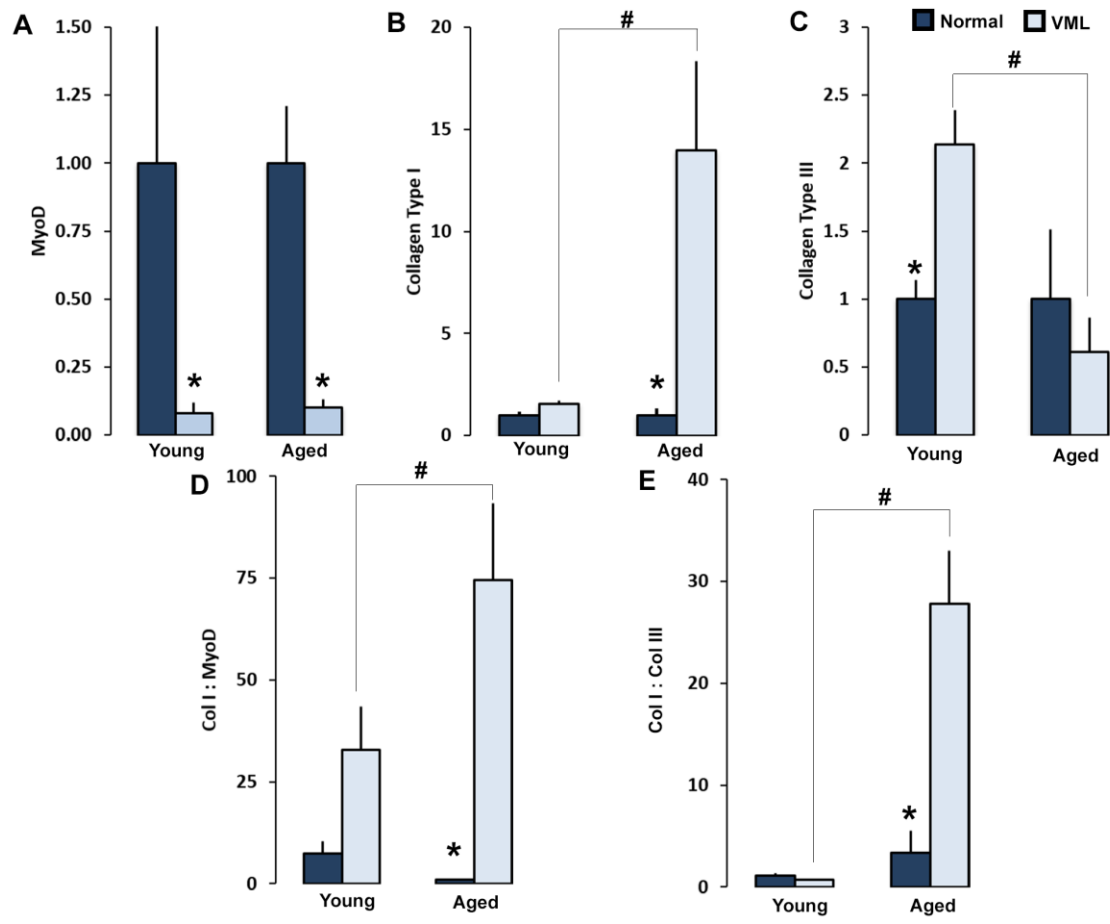 A
1.50
1.25
1.00
0.75
0.50
0.25
0.00
MyoD
*
*
Young
Aged
B
20
15
10
5
0
Collagen Type I
#
*
Young
Aged
C
Normal
VML
3
2.5
2
1.5
1
0.5
0
Collagen Type III
#
*
Young
Aged
D
100
75
50
25
0
Col I : MyoD
#
*
Young
Aged
E
40
30
20
10
0
Col I : Col III
#
*
Young
Aged